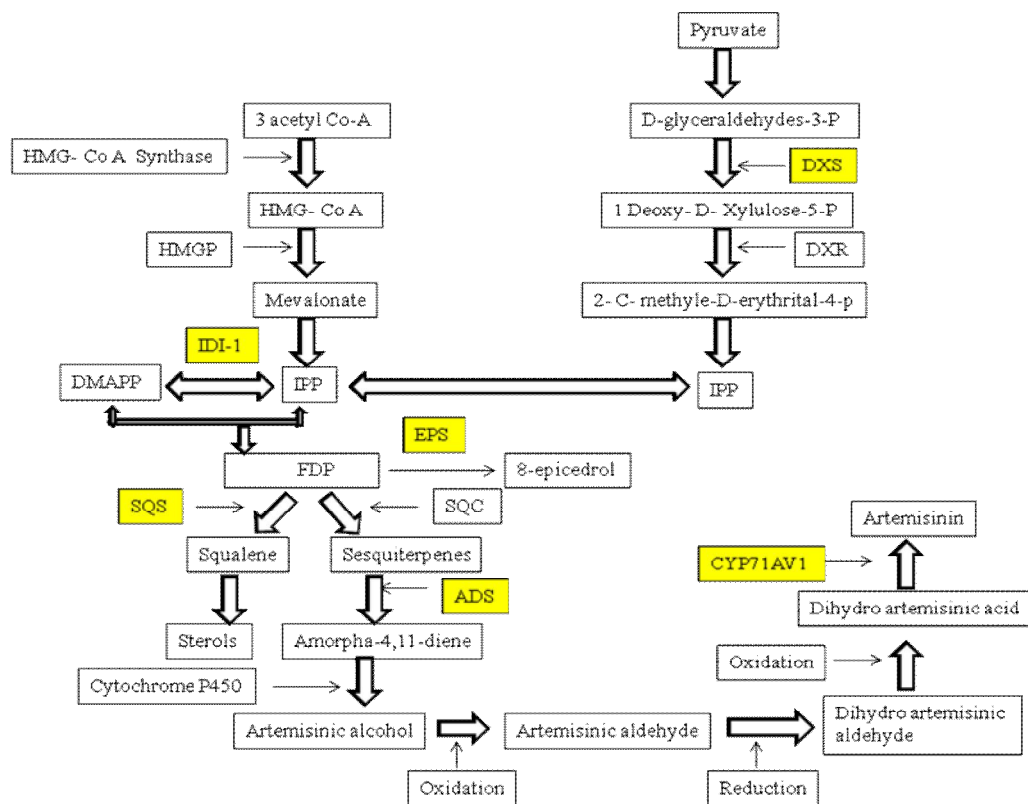 Pyruvate
3 acetyl Co-A
D-glyceraldehydes-3-P
HMG- Co A Synthase
DXS
HMG- Co A
1 Deoxy- D- Xylulose-5-P
HMGP
DXR
Mevalonate
2- C- methyle-D-erythrital-4-p
IDI-1
DMAPP
IPP
IPP
EPS
FDP
8-epicedrol
SQS
SQC
Artemisinin
Squalene
Sesquiterpenes
CYP71AV1
ADS
Dihydro artemisinic acid
Sterols
Amorpha-4,11-diene
Oxidation
Cytochrome P450
Artemisinic alcohol
Artemisinic aldehyde
Dihydro artemisinic
aldehyde
Oxidation
Reduction